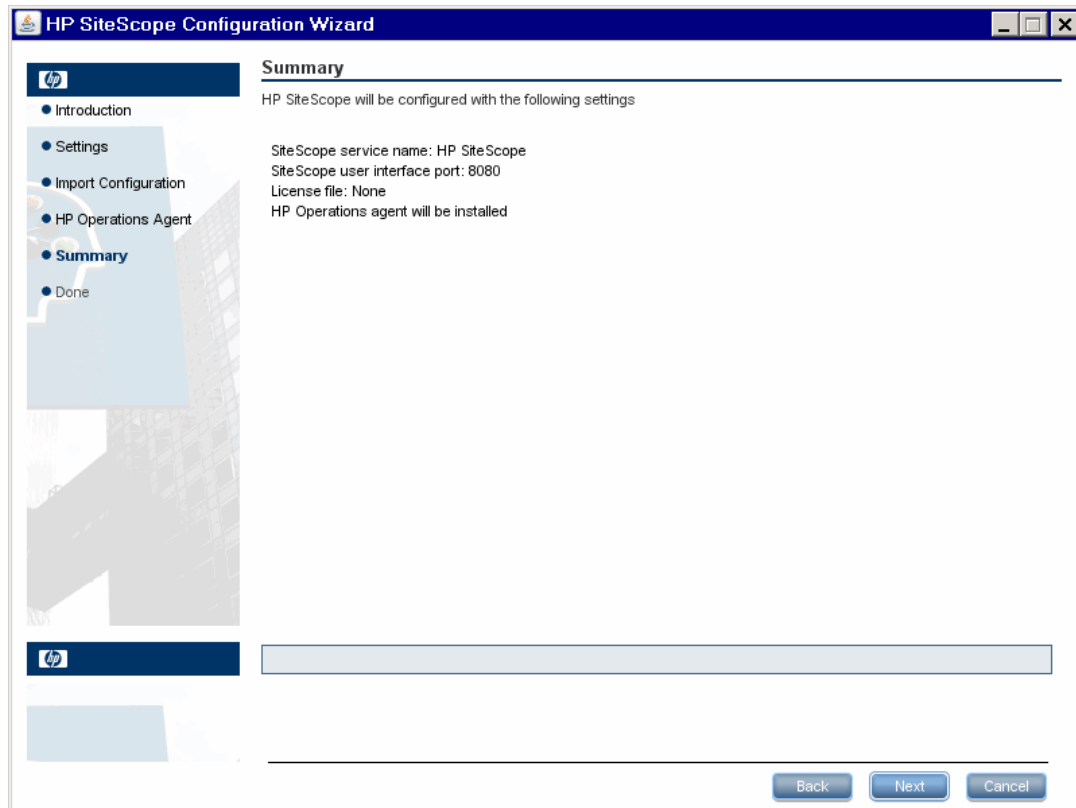 HP SiteScope Configuration Wizard
hp
Introduction
Settings
Import Configuration
HP Operations Agent
Summary
Done
Summary
HP SiteScope will be configured with the following settings
SiteScope service name: HP SiteScope
SiteScope user interface port: 8080
License file: None
HP Operations agent will be installed
hp
Back
Next
Cancel